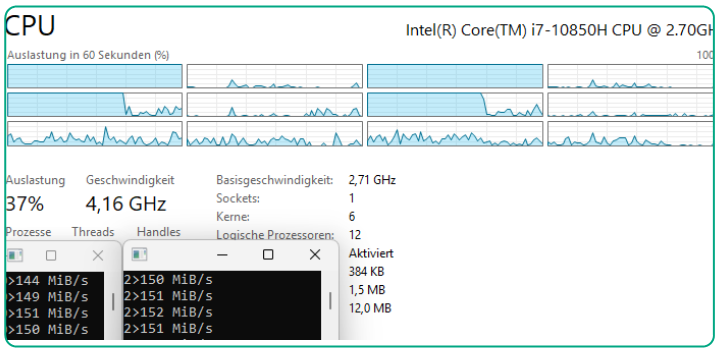 CPU
Intel(R) Core(TM) i7-10850H CPU @ 2.70GH
Auslastung in 60 Sekunden (%)
100
Auslastung
Geschwindigkeit
37%
4,16 GHz
Prozesse
Threads
Handles
Basisgeschwindigkeit: 2,71 GHz
Sockets: 1
Kerne: 6
Logische Prozessoren: 12
Aktiviert
384 KB
1,5 MB
12,0 MB
>144 MiB/s
>149 MiB/s
>151 MiB/s
>150 MiB/s
2>150 MiB/s
2>151 MiB/s
2>152 MiB/s
2>151 MiB/s